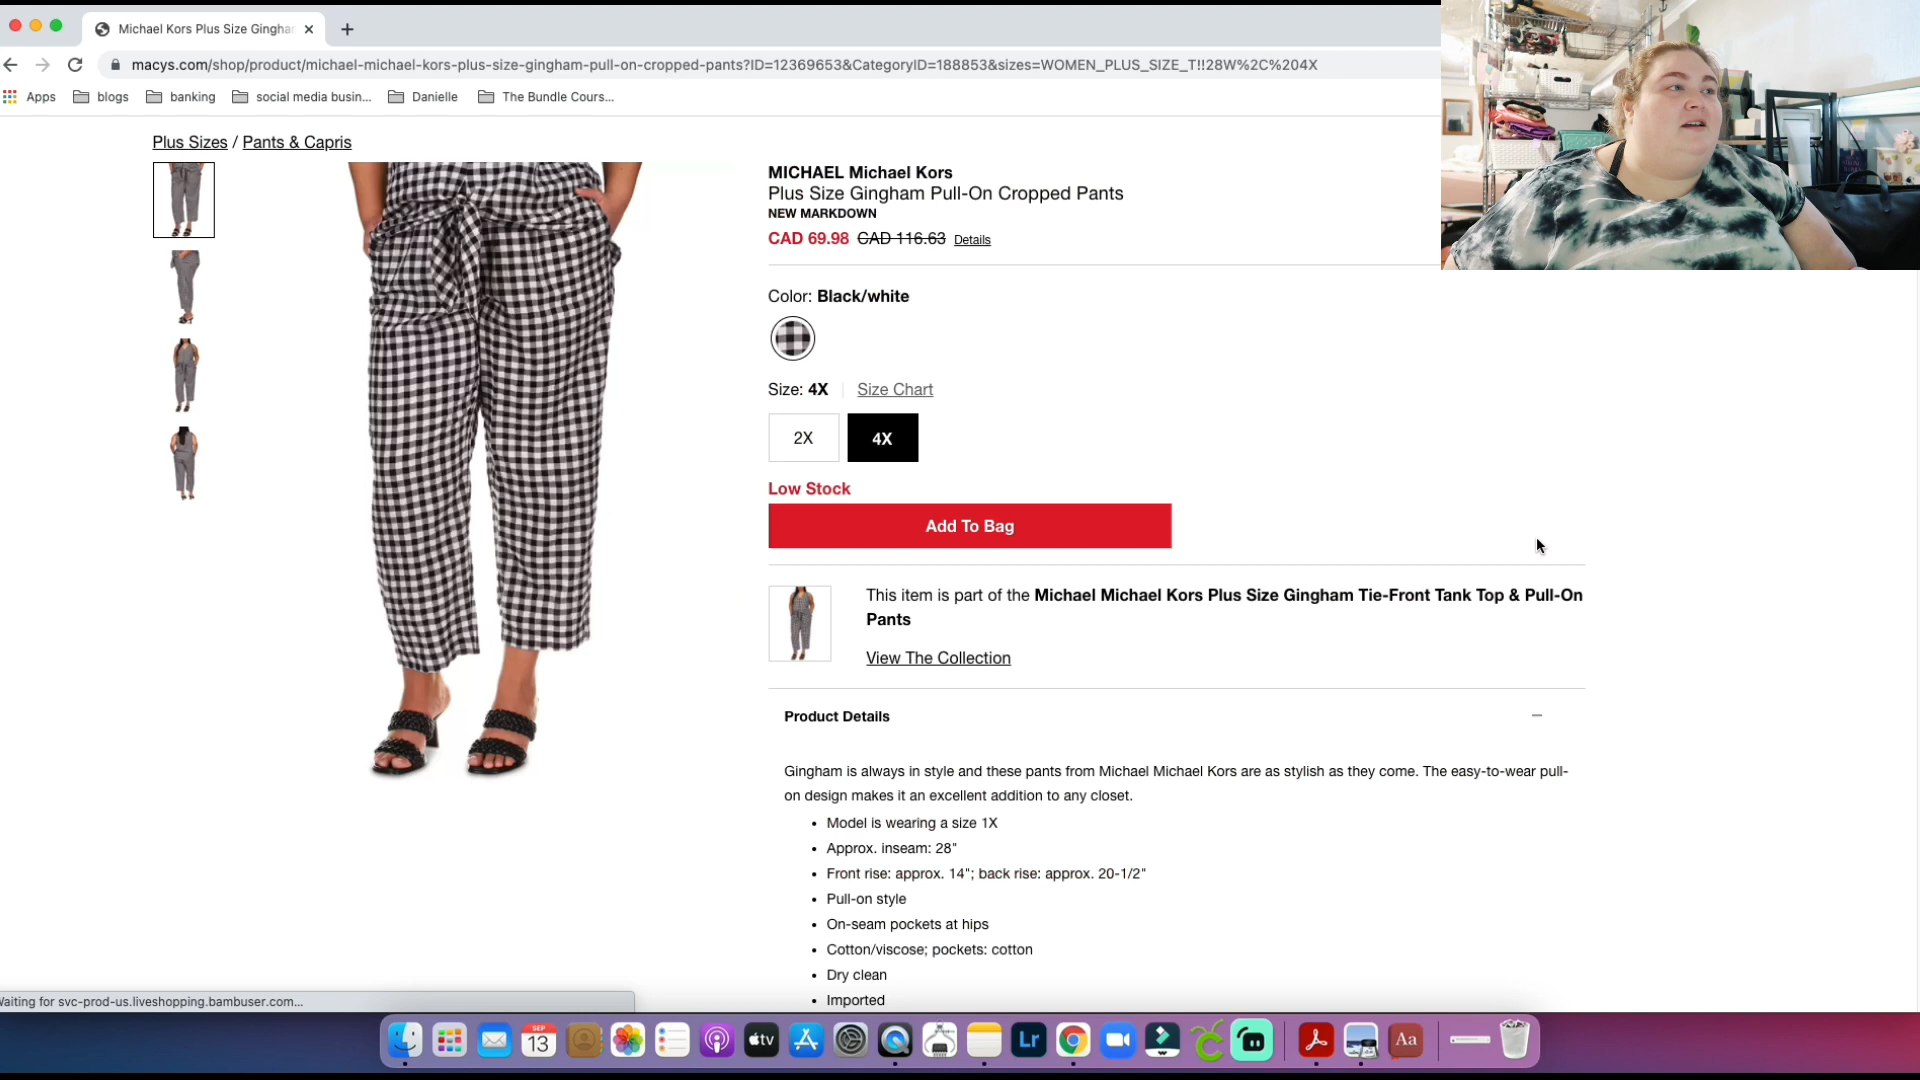 Michael Kors Plus Size Gingha
macys.com/shop/product/michael-michael-kors-plus-size-gingham-pull-on-cropped-pants?ID=12369653&CategoryID=188853&sizes=WOMEN_PLUS_SIZE_T!!28W%2C%204X
Apps blogs banking social media busin... Danielle The Bundle Cours...
Plus Sizes / Pants & Capris
MICHAEL Michael Kors
Plus Size Gingham Pull-On Cropped Pants
NEW MARKDOWN
CAD 69.98 CAD 116.63 Details
Color: Black/white
Size: 4X Size Chart
2X 4X
Low Stock
Add To Bag
This item is part of the Michael Michael Kors Plus Size Gingham Tie-Front Tank Top & Pull-On
Pants
View The Collection
Product Details
Gingham is always in style and these pants from Michael Michael Kors are as stylish as they come. The easy-to-wear pull-
on design makes it an excellent addition to any closet.
• Model is wearing a size 1X
• Approx. inseam: 28"
• Front rise: approx. 14"; back rise: approx. 20-1/2"
• Pull-on style
• On-seam pockets at hips
• Cotton/viscose; pockets: cotton
• Dry clean
• Imported
Waiting for svc-prod-us.liveshopping.bambuser.com...
SEP
13
tv
Lr
Aa